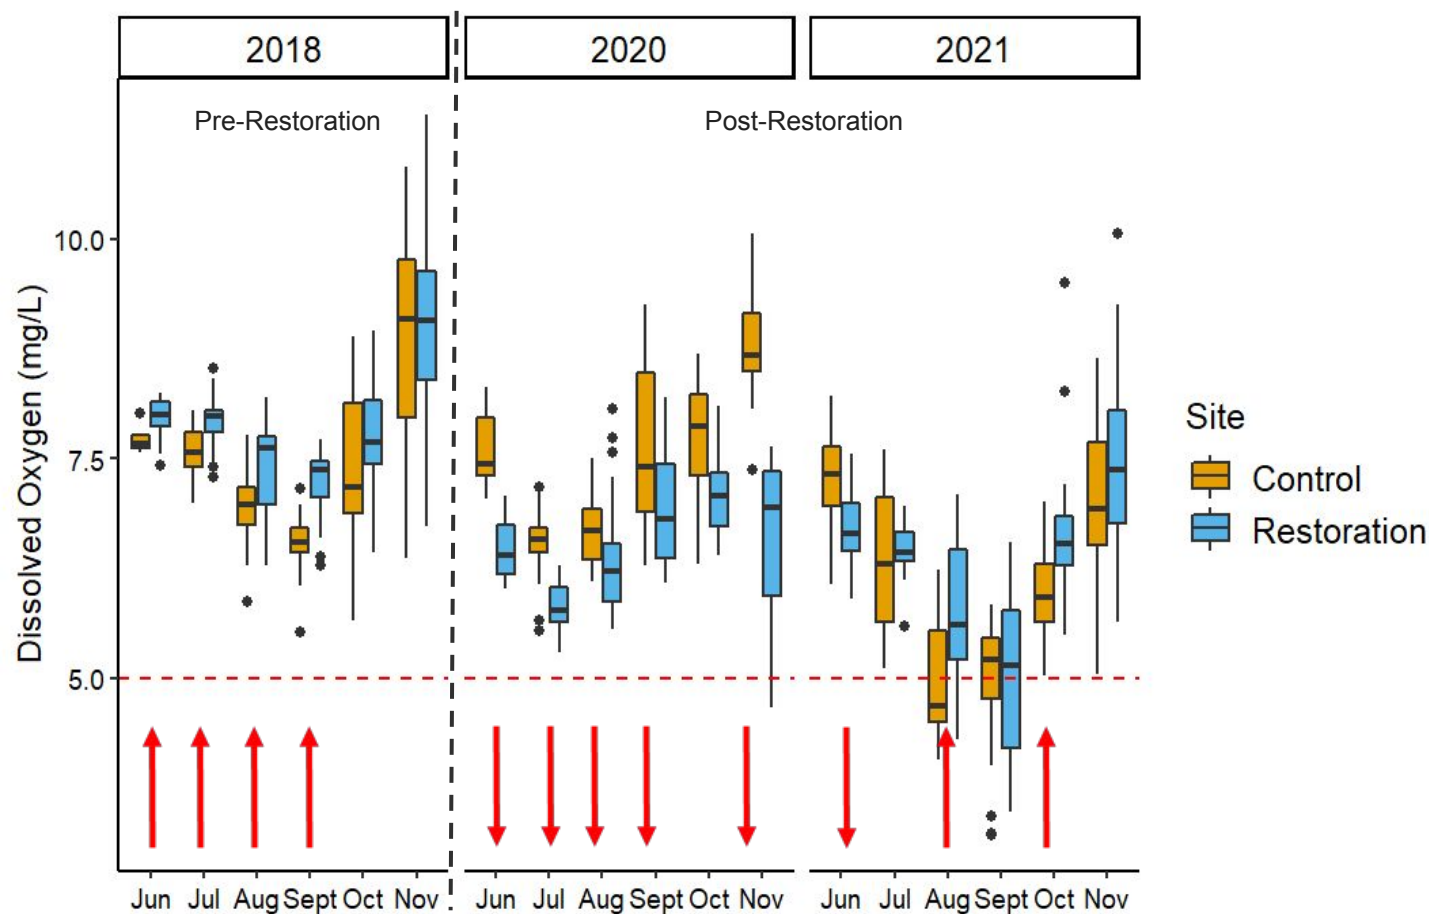 2018 2020 2021
Pre-Restoration Post-Restoration
Dissolved Oxygen (mg/L)
10.0
7.5
5.0
Site
Control
Restoration
Jun Jul Aug Sept Oct Nov Jun Jul Aug Sept Oct Nov Jun Jul Aug Sept Oct Nov